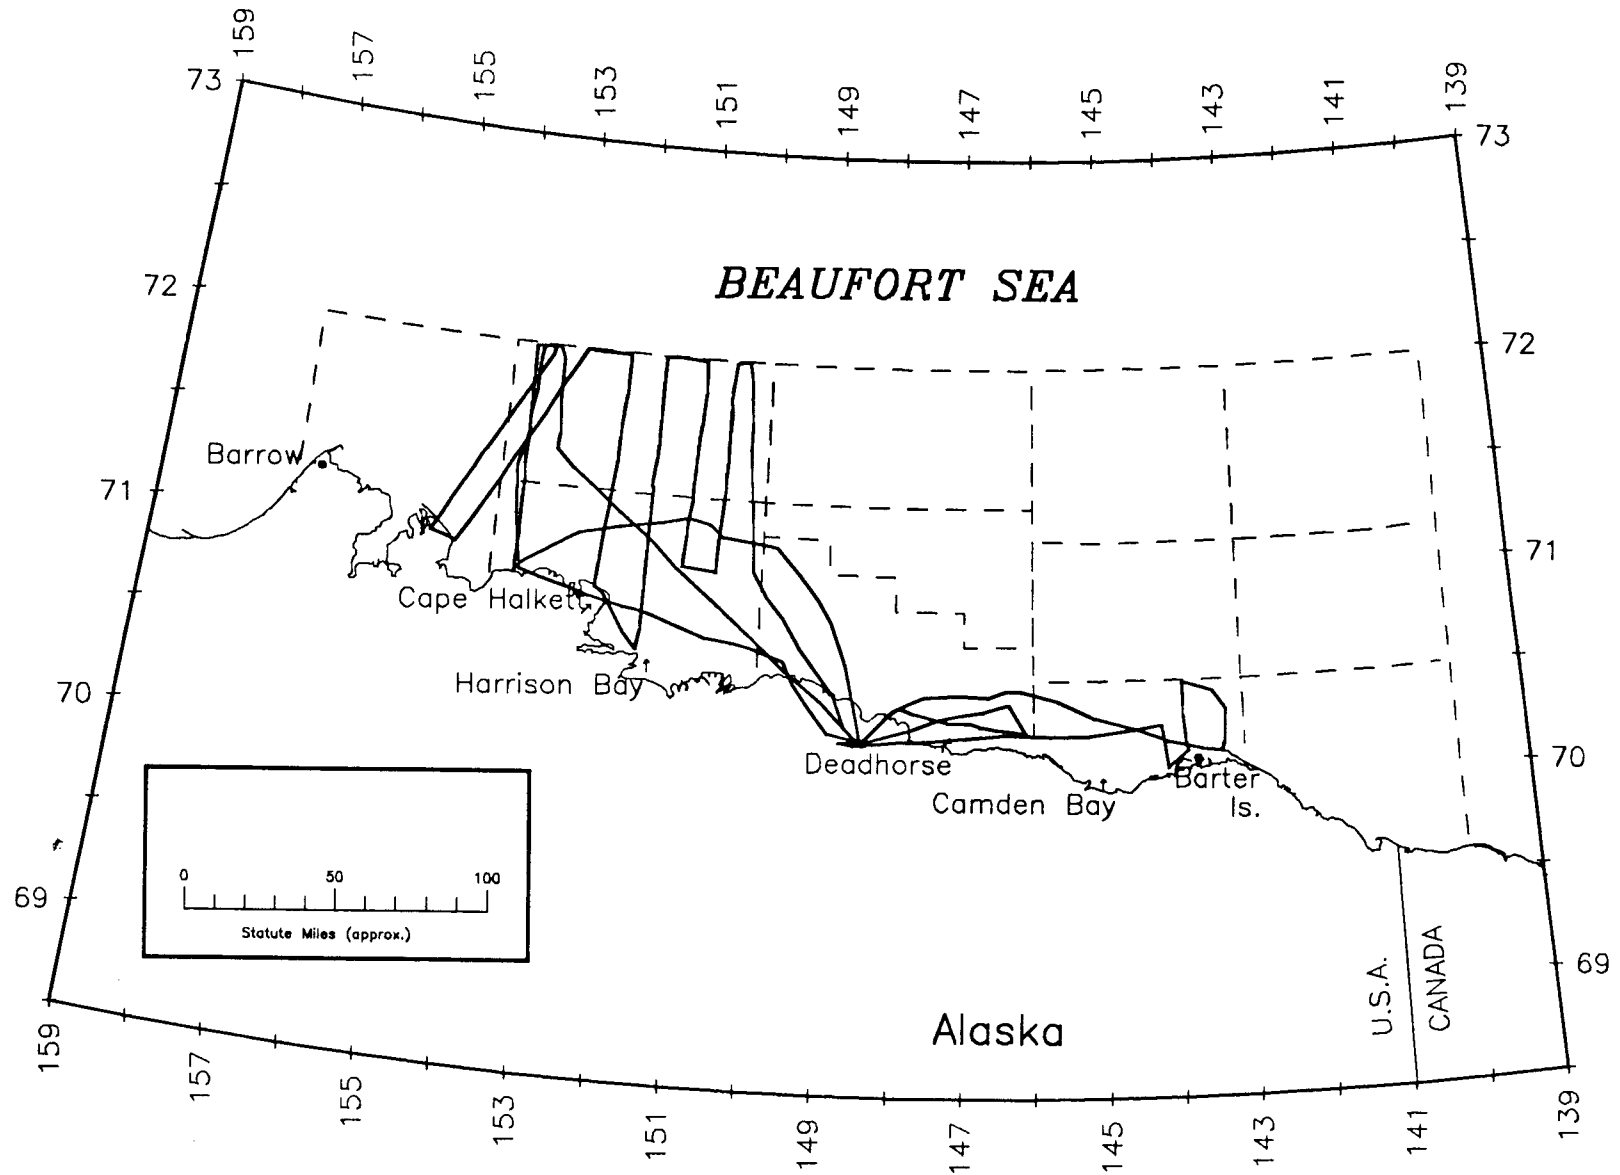 159
157
155
153
151
149
147
145
143
141
139
73
73
BEAUFORT SEA
72
72
Barrow
71
71
Cape Halkett
Harrison Bay
70
70
Deadhorse
Camden Bay
Barter
Is.
0
50
100
Statute Miles (approx.)
69
69
U.S.A.
CANADA
Alaska
159
157
155
153
151
149
147
145
143
141
139